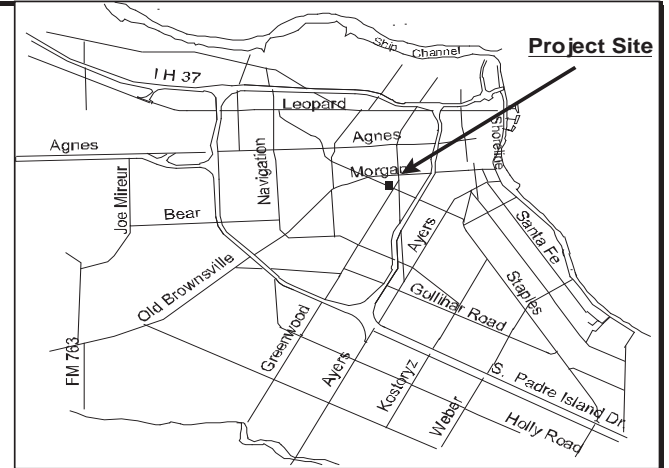 Ship Channel
Project Site
I H 37
Leopard
Shoreline
Agnes
Agnes
Morgan
Navigation
Joe Mireur
Bear
Ayers
Santa Fe
Staples
Old Brownsville
Gollihar Road
Greenwood
FM 763
Ayers
Kostoryz
S. Padre Island Dr.
Weber
Holly Road